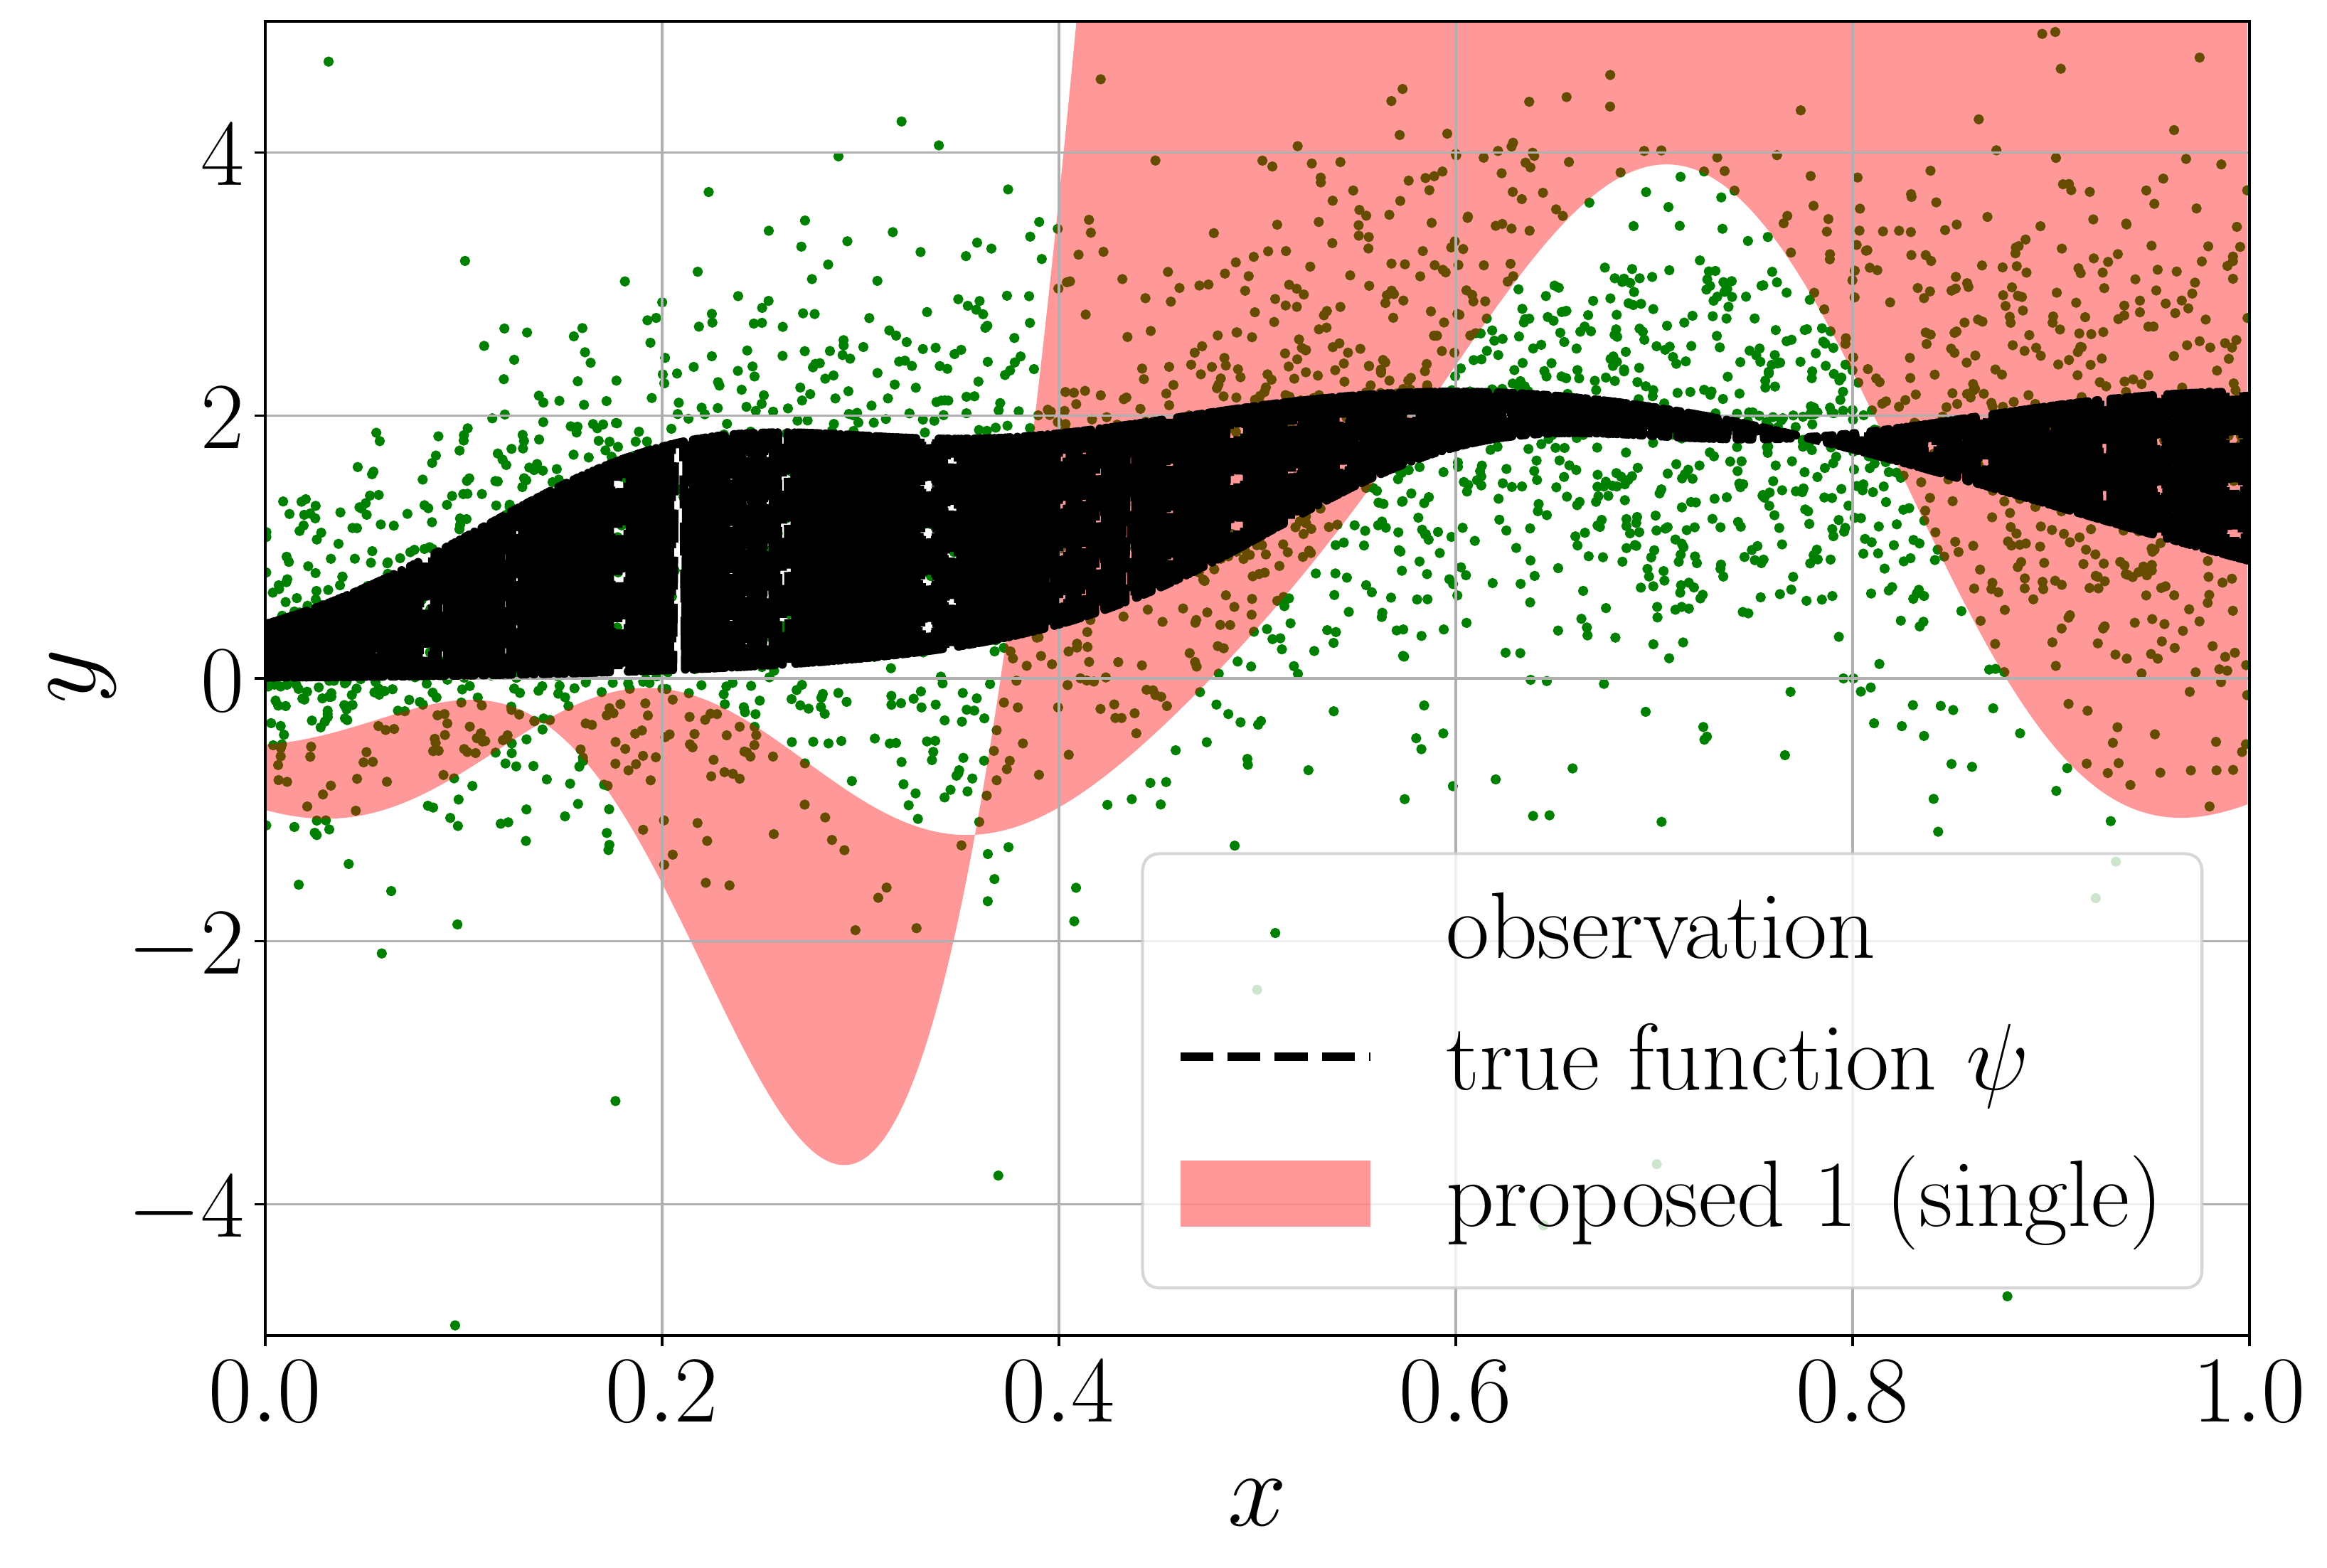 4
2
0
−2
−4
y
observation
true function ψ
proposed 1 (single)
0.0 0.2 0.4 0.6 0.8 1.0
x